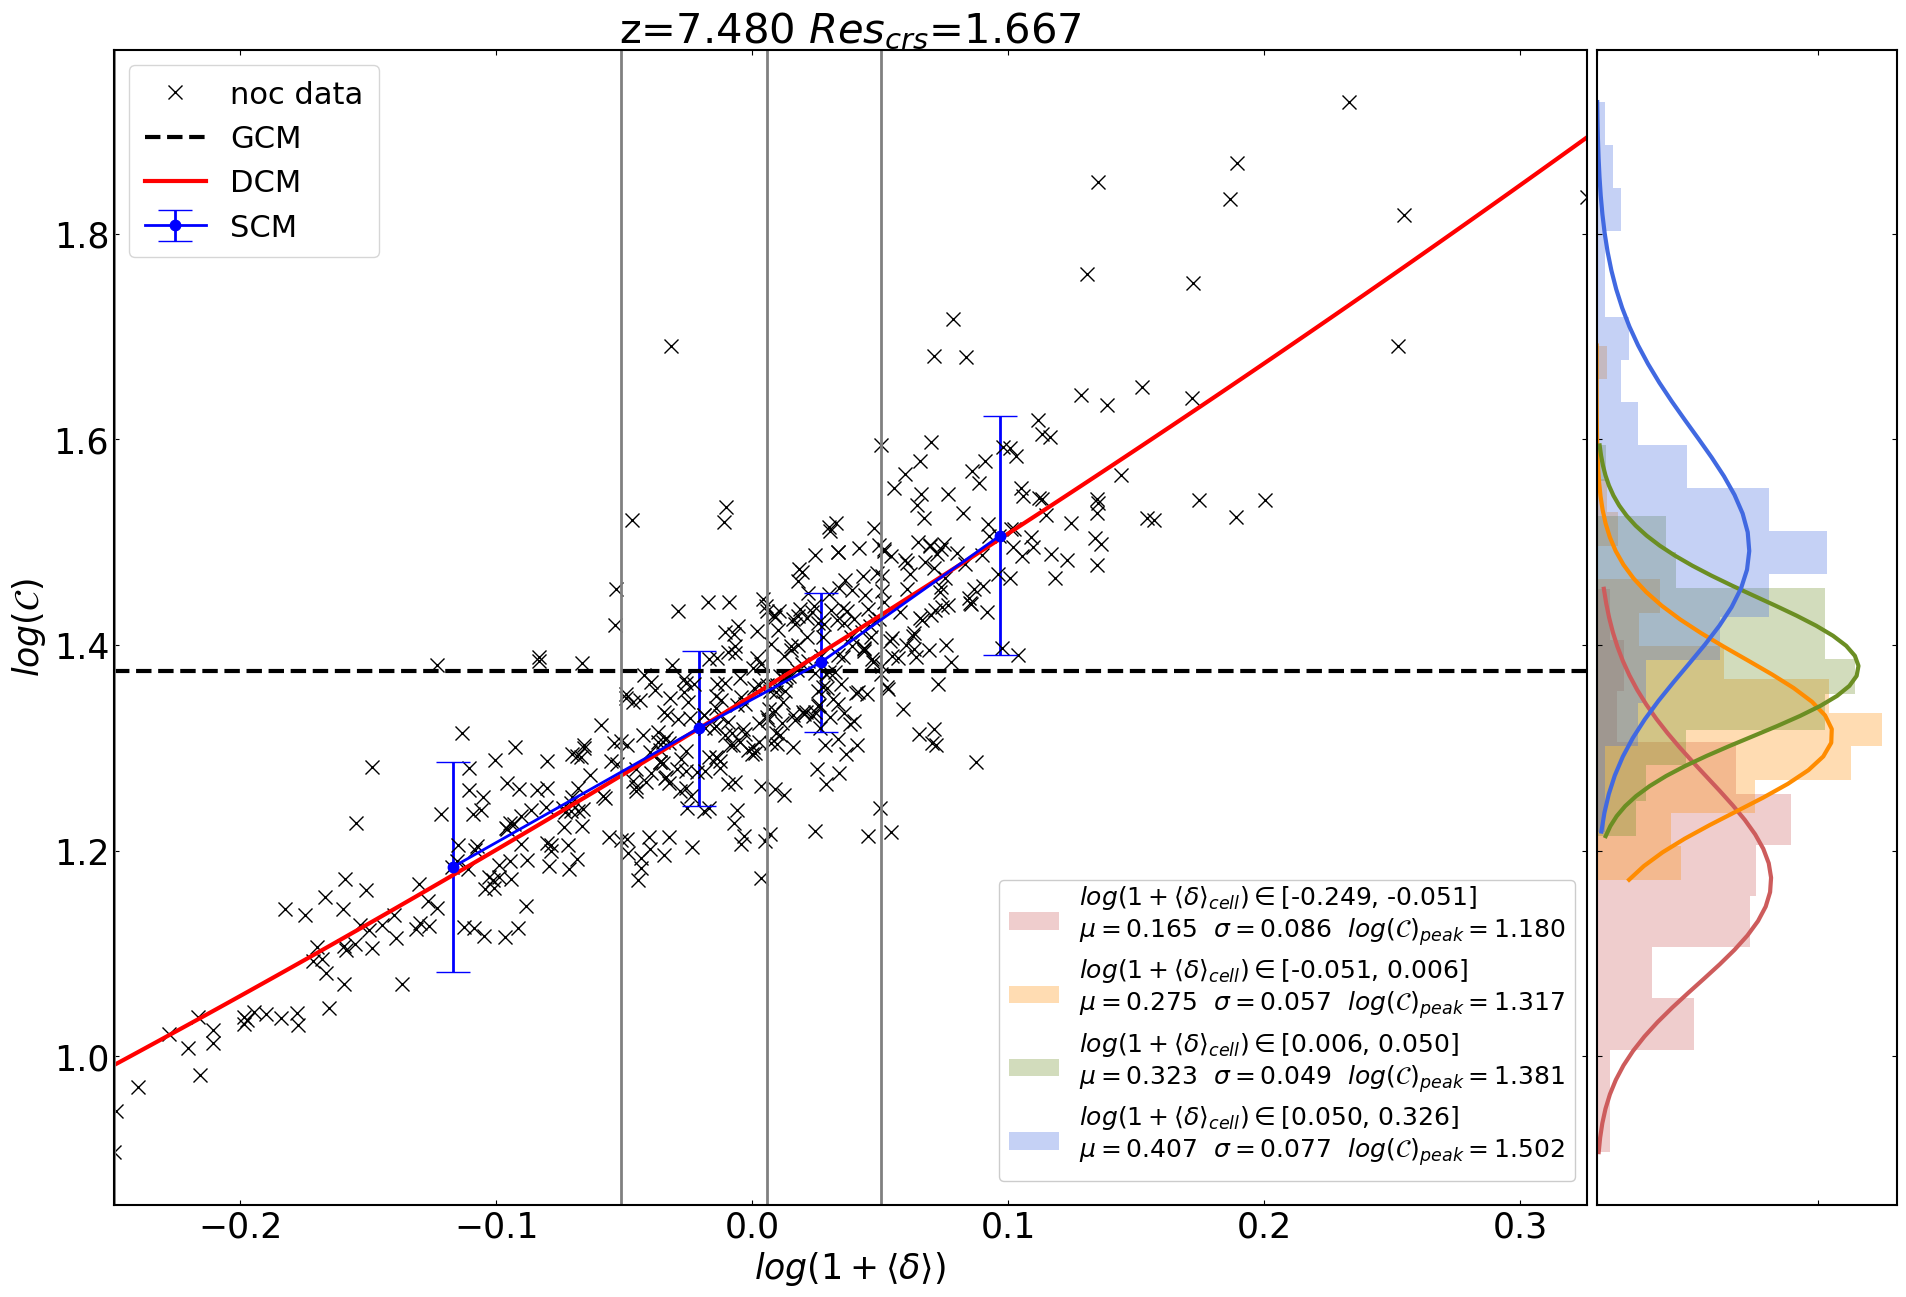 z=7.480 Res_crs=1.667
noc data
GCM
DCM
SCM
log(𝒞)
1.8
1.6
1.4
1.2
1.0
log(1 + ⟨δ⟩_cell) ∈ [-0.249, -0.051]
μ = 0.165 σ = 0.086 log(𝒞)_peak = 1.180
log(1 + ⟨δ⟩_cell) ∈ [-0.051, 0.006]
μ = 0.275 σ = 0.057 log(𝒞)_peak = 1.317
log(1 + ⟨δ⟩_cell) ∈ [0.006, 0.050]
μ = 0.323 σ = 0.049 log(𝒞)_peak = 1.381
log(1 + ⟨δ⟩_cell) ∈ [0.050, 0.326]
μ = 0.407 σ = 0.077 log(𝒞)_peak = 1.502
−0.2 −0.1 0.0 0.1 0.2 0.3
log(1 + ⟨δ⟩)